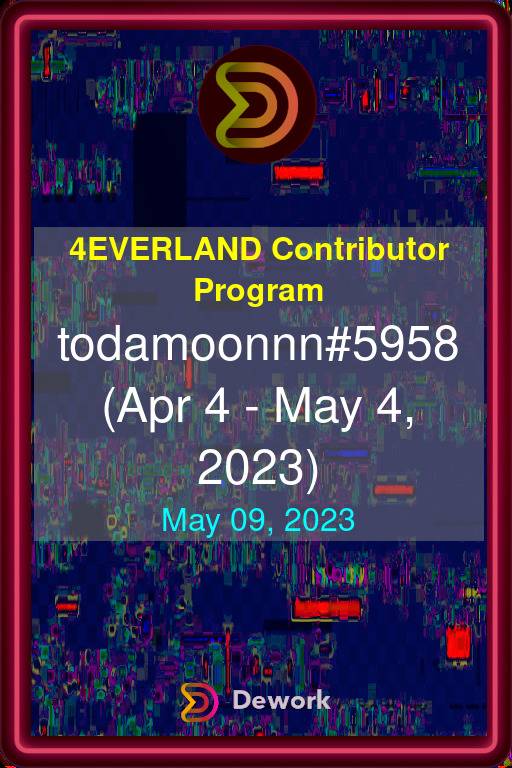 4EVERLAND Contributor
Program
todamoonnn#5958
(Apr 4 - May 4,
2023)
May 09, 2023
Dework